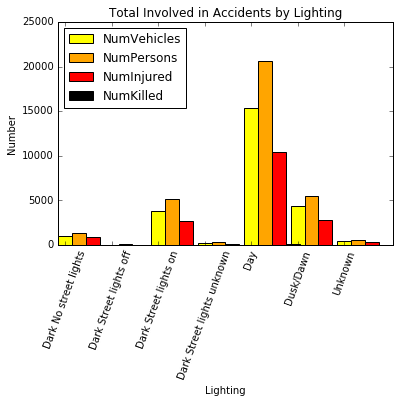 Total Involved in Accidents by Lighting
25000
20000
15000
10000
5000
0
Number
NumVehicles
NumPersons
NumInjured
NumKilled
Dark No street lights
Dark Street lights off
Dark Street lights on
Dark Street lights unknown
Day
Dusk/Dawn
Unknown
Lighting